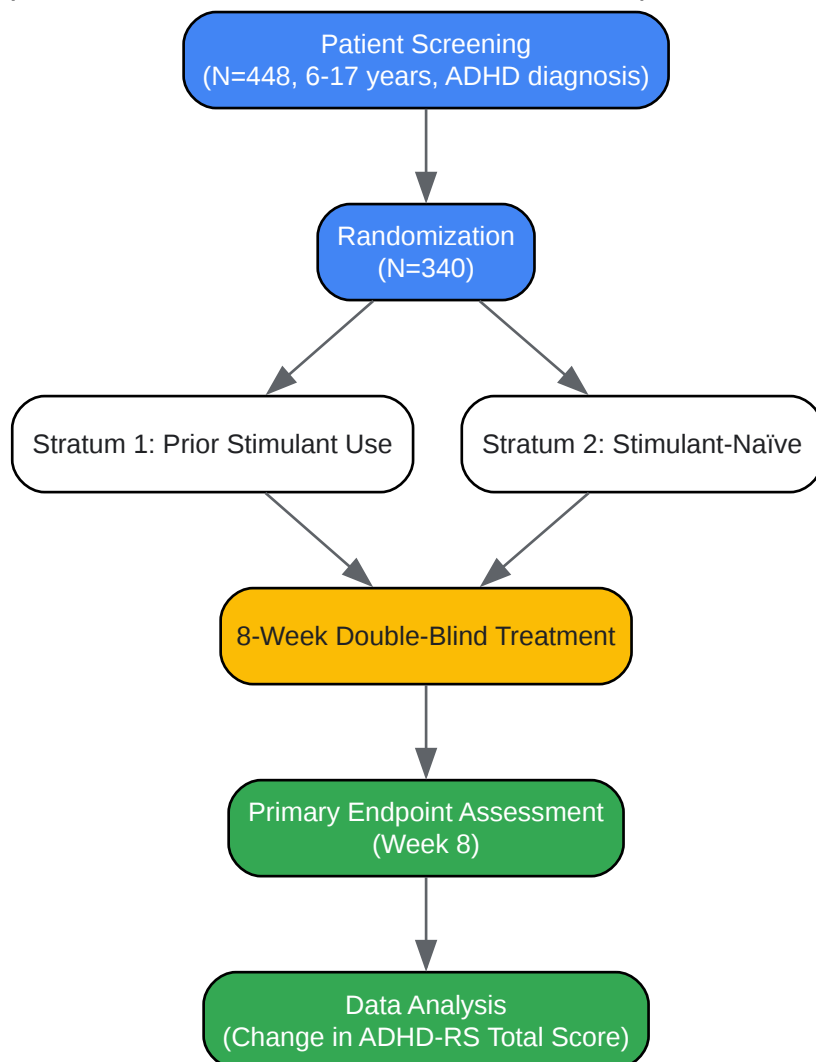 Patient Screening
(N=448, 6-17 years, ADHD diagnosis)
Randomization
(N=340)
Stratum 1: Prior Stimulant Use
Stratum 2: Stimulant-Naïve
8-Week Double-Blind Treatment
Primary Endpoint Assessment
(Week 8)
Data Analysis
(Change in ADHD-RS Total Score)